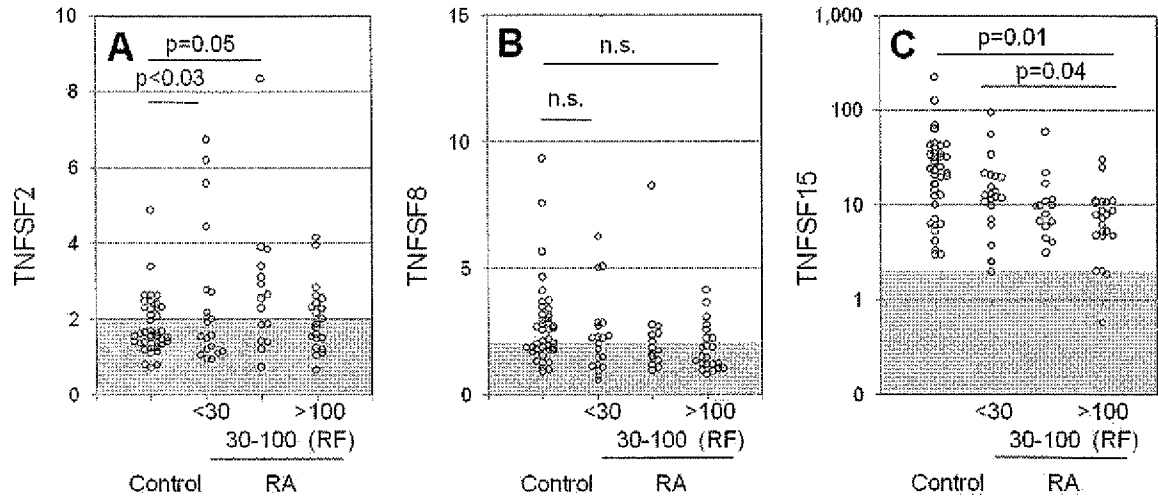 A
p=0.05
p<0.03
10
8
6
4
2
0
TNFSF2
<30
>100
30-100 (RF)
Control
RA
B
n.s.
n.s.
15
10
5
0
TNFSF8
<30
>100
30-100 (RF)
Control
RA
C
p=0.01
p=0.04
1,000
100
10
1
0
TNFSF15
<30
>100
30-100 (RF)
Control
RA